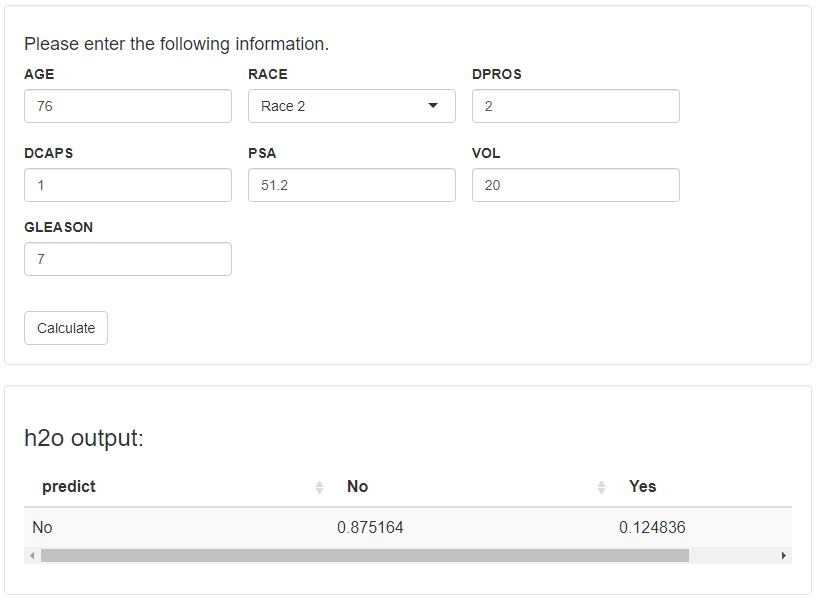 Please enter the following information.
AGE RACE DPROS
76 Race 2 2
DCAPS PSA VOL
1 51.2 20
GLEASON
7
Calculate
h2o output:
predict No Yes
No 0.875164 0.124836